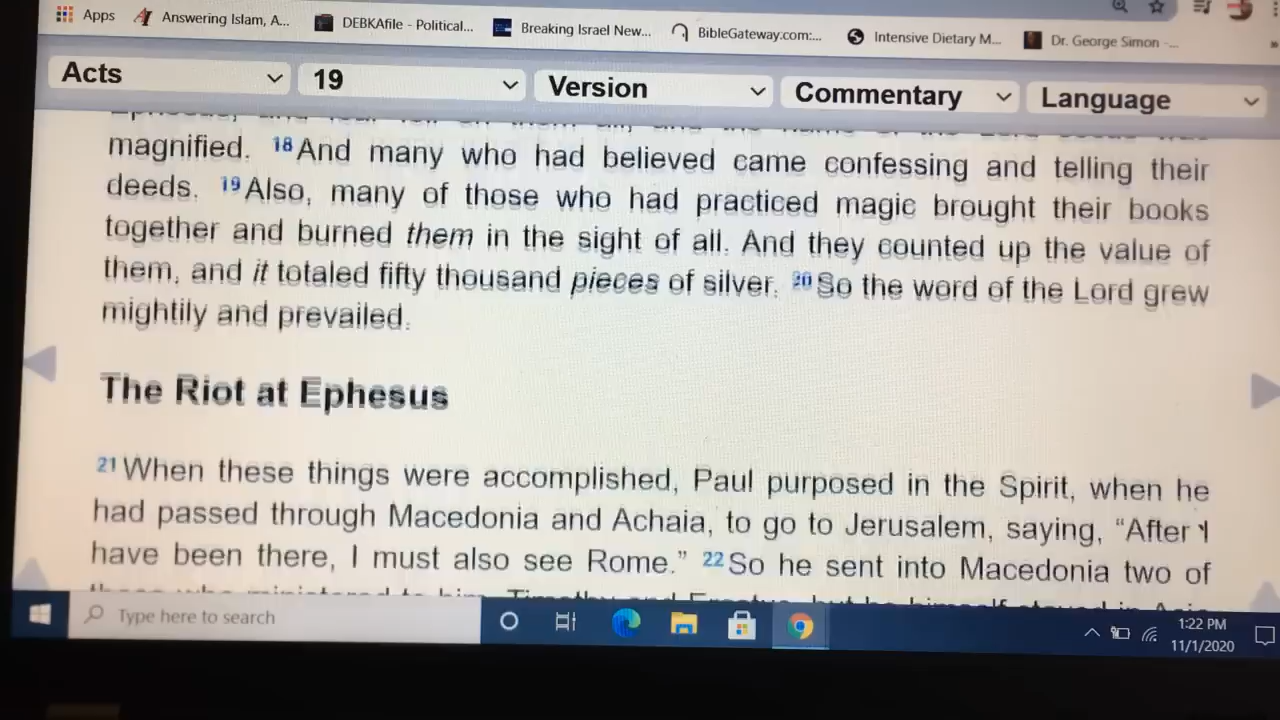 Apps Answering Islam, A... DEBKAfile - Political... Breaking Israel New... BibleGateway.com:... Intensive Dietary M... Dr. George Simon -...
Acts 19 Version Commentary Language
magnified. 18 And many who had believed came confessing and telling their
deeds. 19 Also, many of those who had practiced magic brought their books
together and burned them in the sight of all. And they counted up the value of
them, and it totaled fifty thousand pieces of silver. 20 So the word of the Lord grew
mightily and prevailed.
The Riot at Ephesus
21 When these things were accomplished, Paul purposed in the Spirit, when he
had passed through Macedonia and Achaia, to go to Jerusalem, saying, “After I
have been there, I must also see Rome.” 22 So he sent into Macedonia two of
Type here to search
1:22 PM
11/1/2020